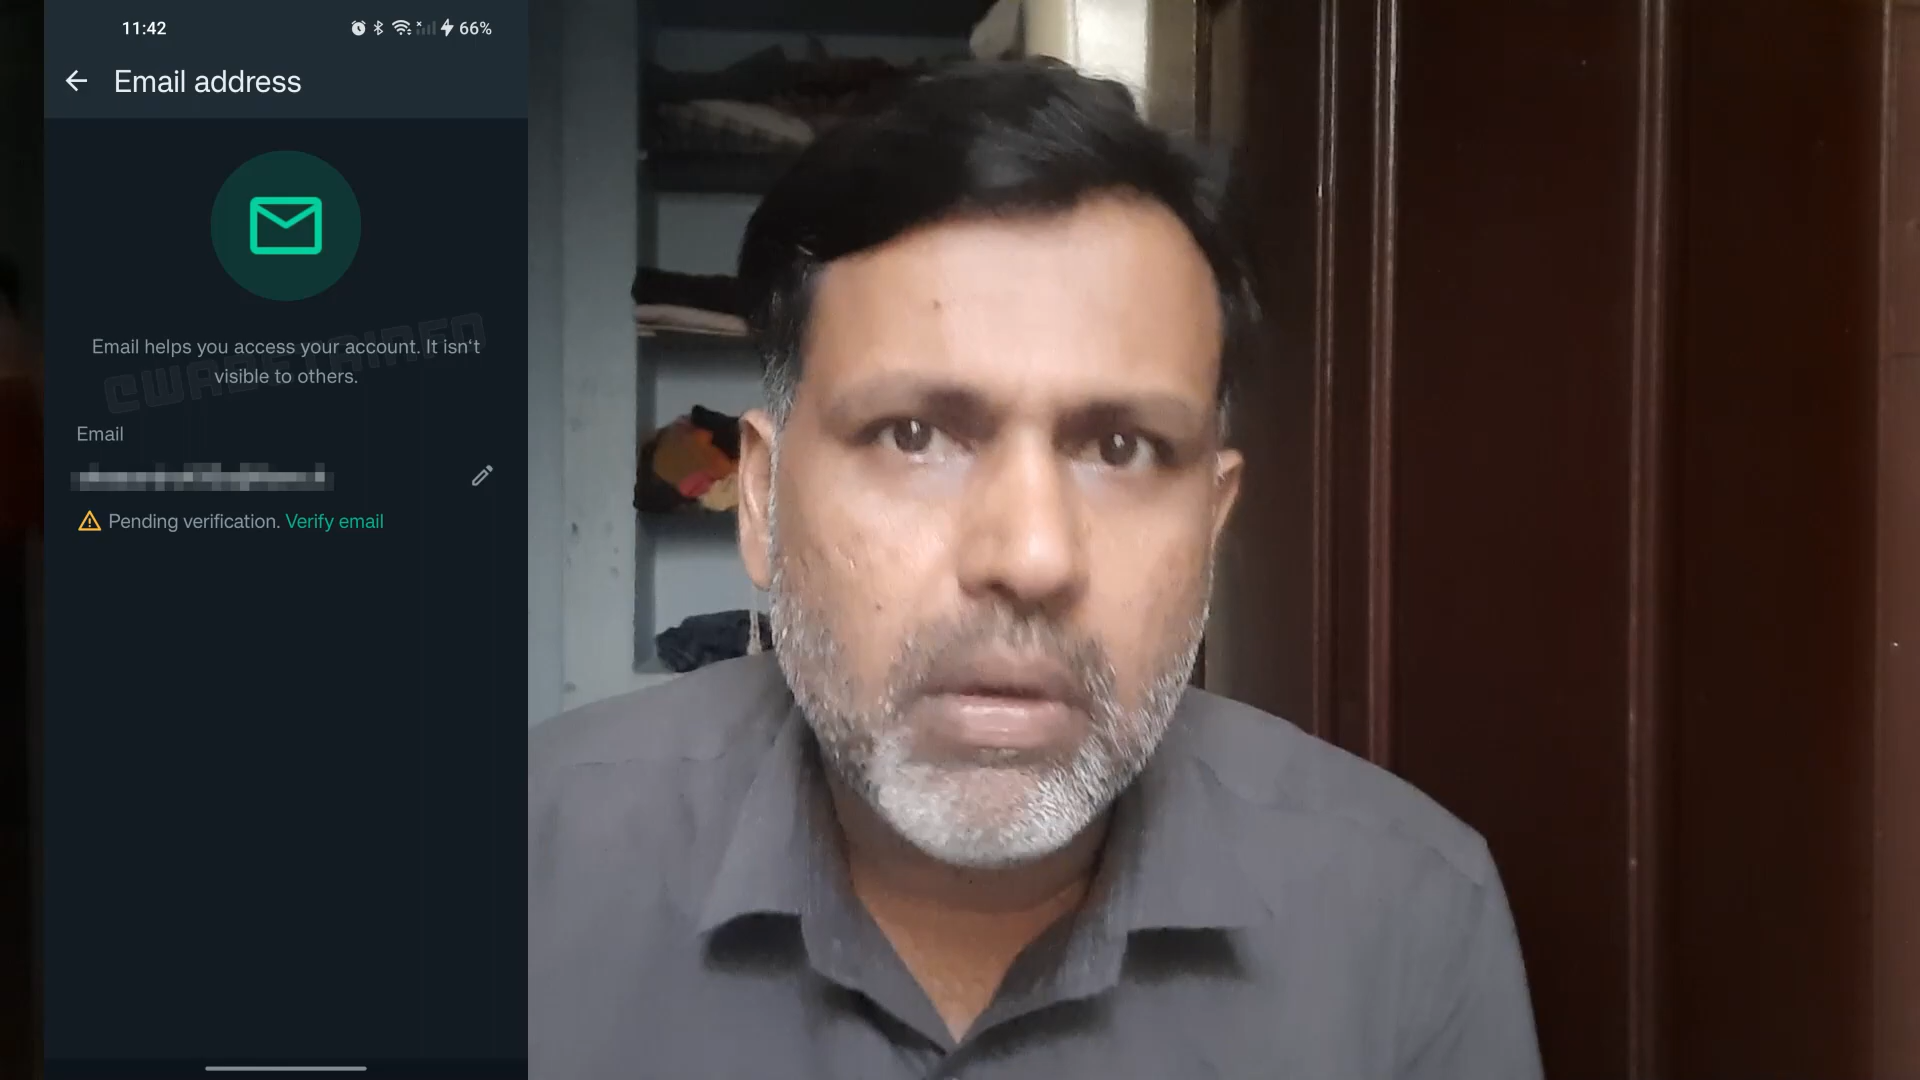 11:42
66%
Email address
Email helps you access your account. It isn‘t
visible to others.
Email
Pending verification. Verify email